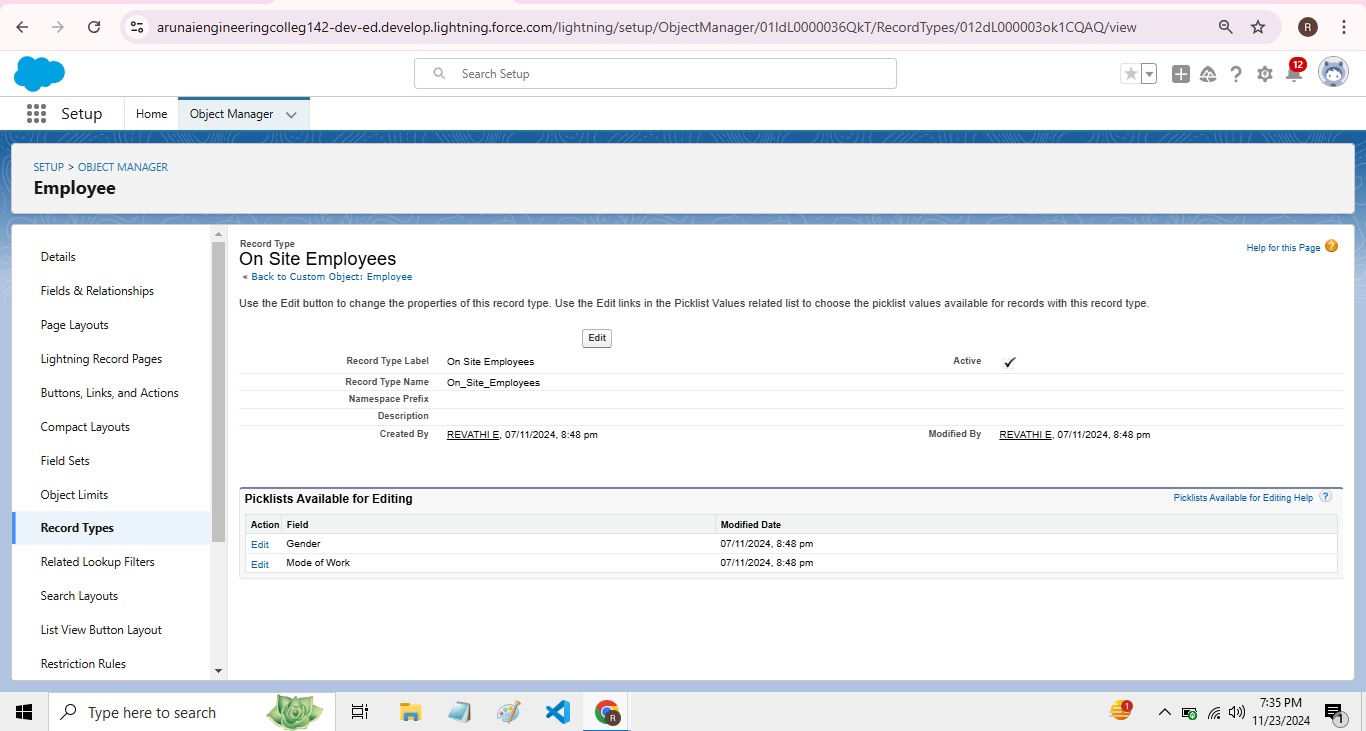 arunaiengineeringcolleg142-dev-ed.develop.lightning.force.com/lightning/setup/ObjectManager/01IdL0000036QkT/RecordTypes/012dL000003ok1CQAQ/view
R
Search Setup
12
Setup
Home
Object Manager
SETUP > OBJECT MANAGER
Employee
Details
Fields & Relationships
Page Layouts
Lightning Record Pages
Buttons, Links, and Actions
Compact Layouts
Field Sets
Object Limits
Record Types
Related Lookup Filters
Search Layouts
List View Button Layout
Restriction Rules
Record Type
On Site Employees
Help for this Page ?
« Back to Custom Object: Employee
Use the Edit button to change the properties of this record type. Use the Edit links in the Picklist Values related list to choose the picklist values available for records with this record type.
Edit
Record Type Label On Site Employees Active ✓
Record Type Name On_Site_Employees
Namespace Prefix
Description
Created By REVATHI E, 07/11/2024, 8:48 pm Modified By REVATHI E, 07/11/2024, 8:48 pm
Picklists Available for Editing Picklists Available for Editing Help ?
Action Field Modified Date
Edit Gender 07/11/2024, 8:48 pm
Edit Mode of Work 07/11/2024, 8:48 pm
Type here to search
R
1
7:35 PM
11/23/2024
1